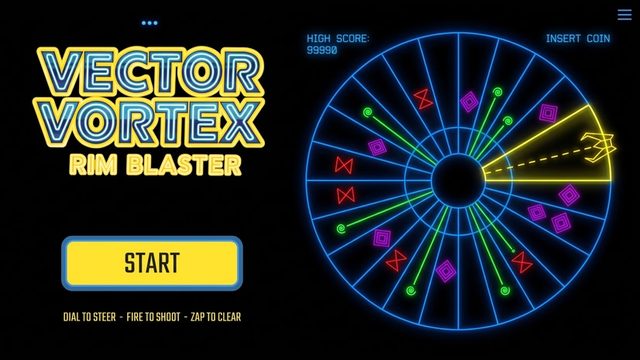 HIGH SCORE:
99990
INSERT COIN
VECTOR
VORTEX
RIM BLASTER
START
DIAL TO STEER - FIRE TO SHOOT - ZAP TO CLEAR